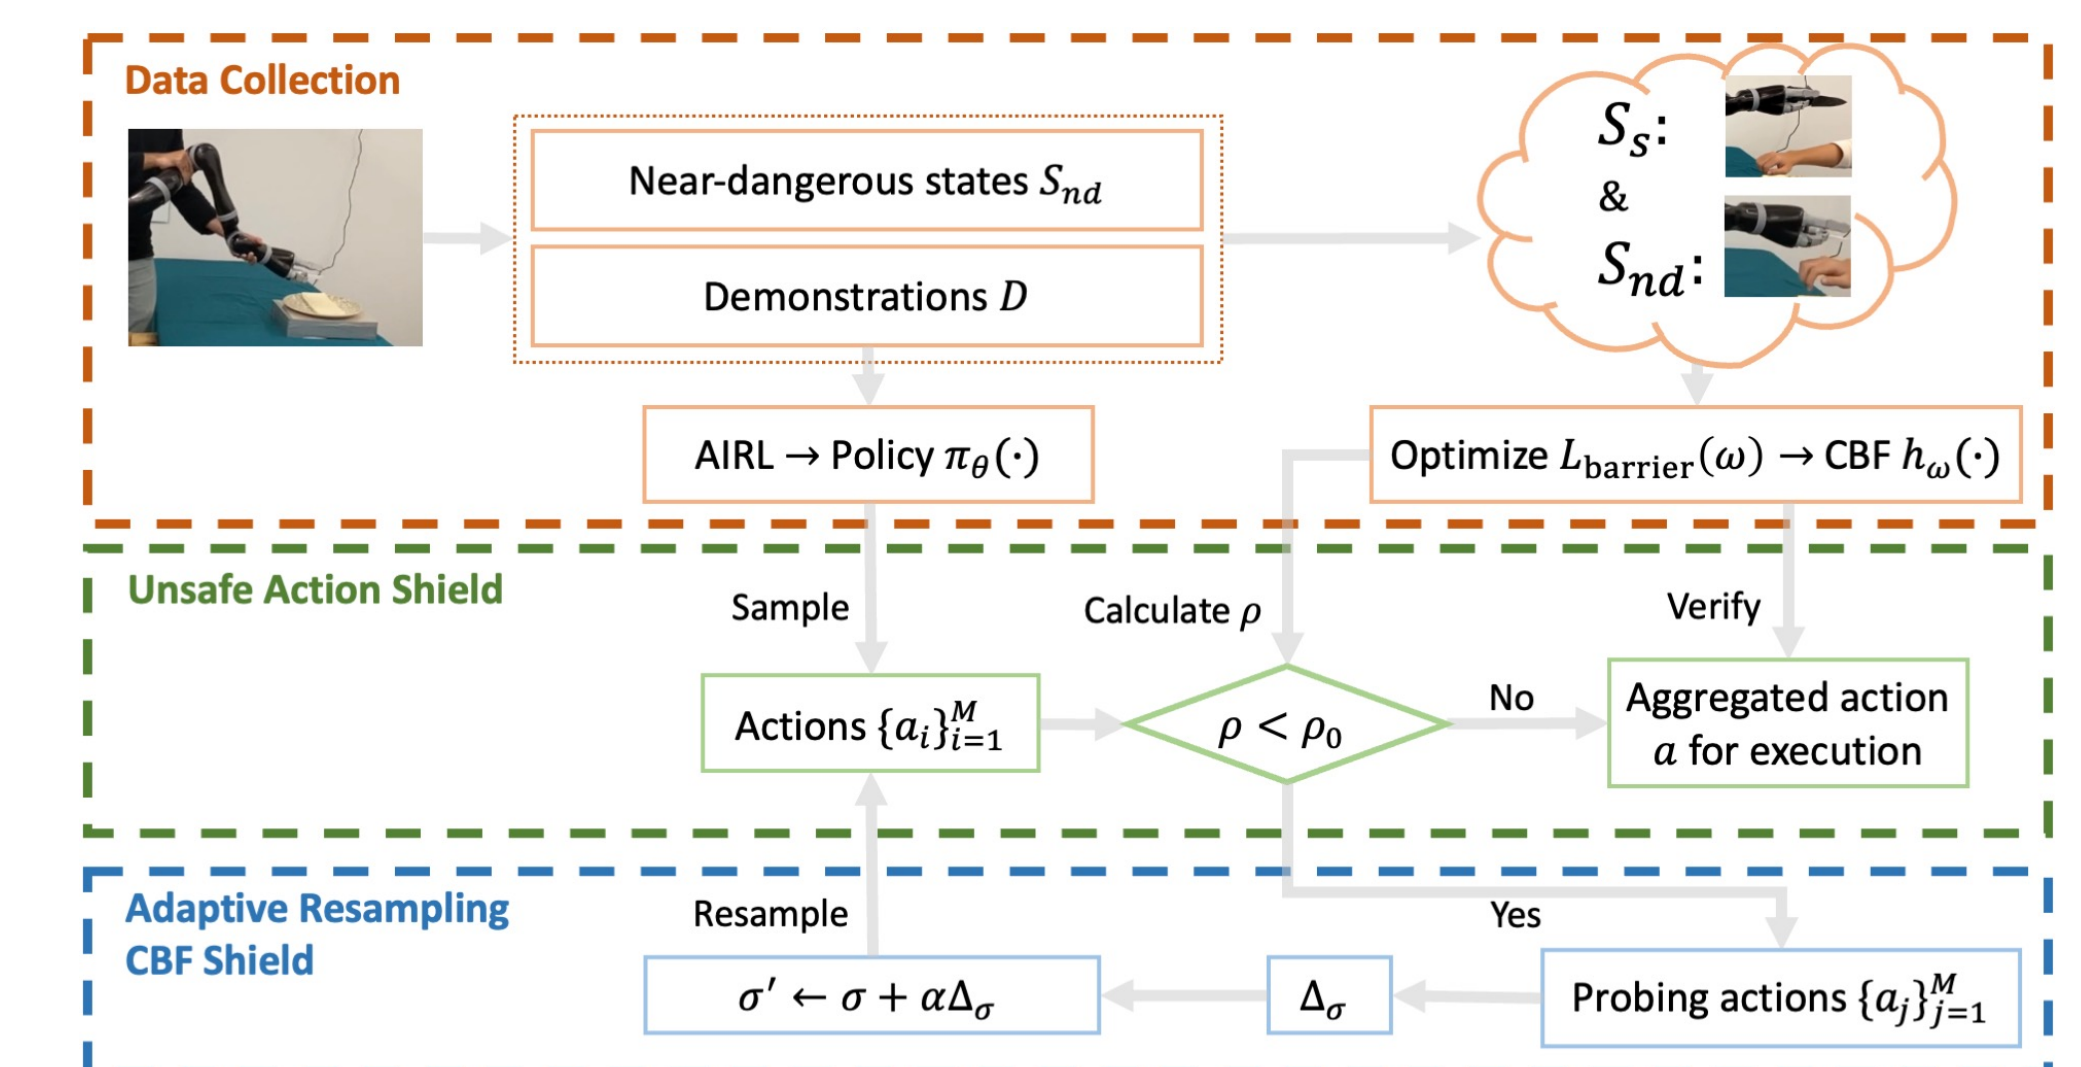 Data Collection
Near-dangerous states $S_{nd}$
Demonstrations $D$
$S_s$:
&
$S_{nd}$:
AIRL → Policy $\pi_\theta(\cdot)$
Optimize $L_{\text{barrier}}(\omega)$ → CBF $h_\omega(\cdot)$
Unsafe Action Shield
Sample
Calculate $\rho$
Verify
Actions $\{a_i\}_{i=1}^{M}$
$\rho < \rho_0$
No
Aggregated action
$a$ for execution
Adaptive Resampling
CBF Shield
Resample
Yes
$\sigma' \leftarrow \sigma + \alpha\Delta_\sigma$
$\Delta_\sigma$
Probing actions $\{a_j\}_{j=1}^{M}$